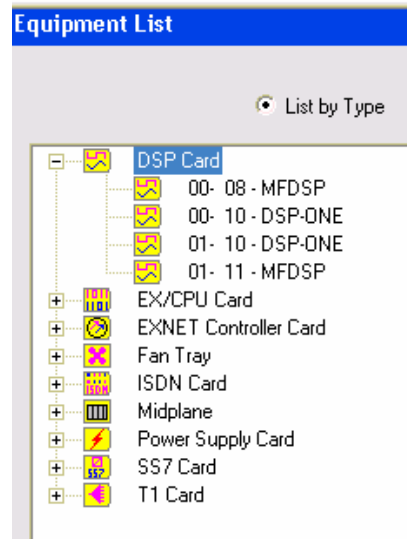 Equipment List
List by Type
DSP Card
00- 08 - MFDSP
00- 10 - DSP-ONE
01- 10 - DSP-ONE
01- 11 - MFDSP
EX/CPU Card
EXNET Controller Card
Fan Tray
ISDN Card
ISDN
Midplane
Power Supply Card
SS7 Card
SS7
T1 Card